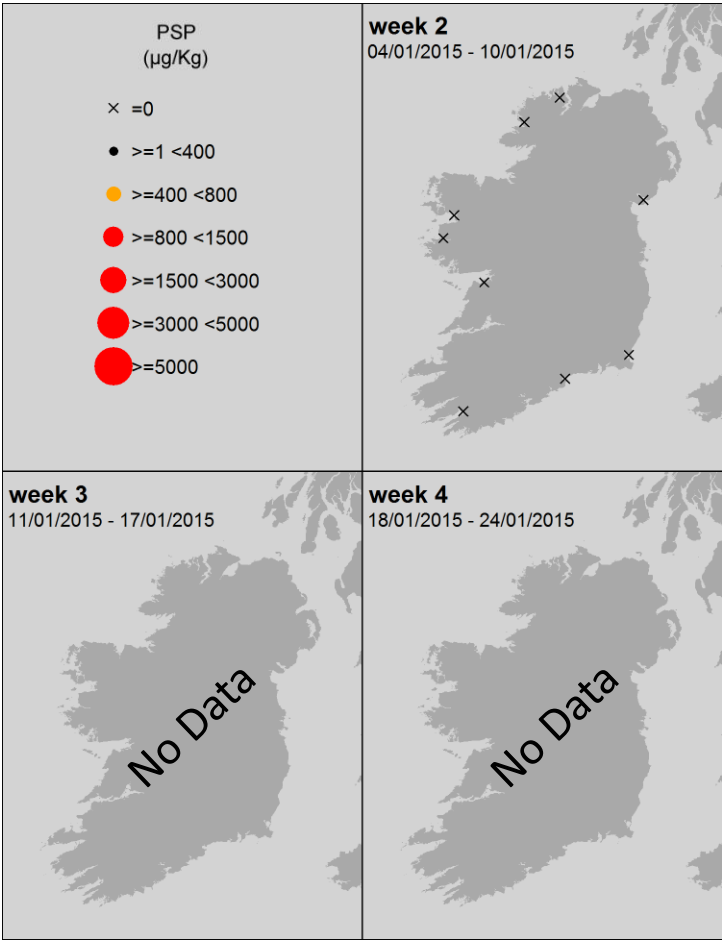 PSP
(µg/Kg)
=0
>=1 <400
>=400 <800
>=800 <1500
>=1500 <3000
>=3000 <5000
>=5000
week 2
04/01/2015 - 10/01/2015
week 3
11/01/2015 - 17/01/2015
No Data
week 4
18/01/2015 - 24/01/2015
No Data